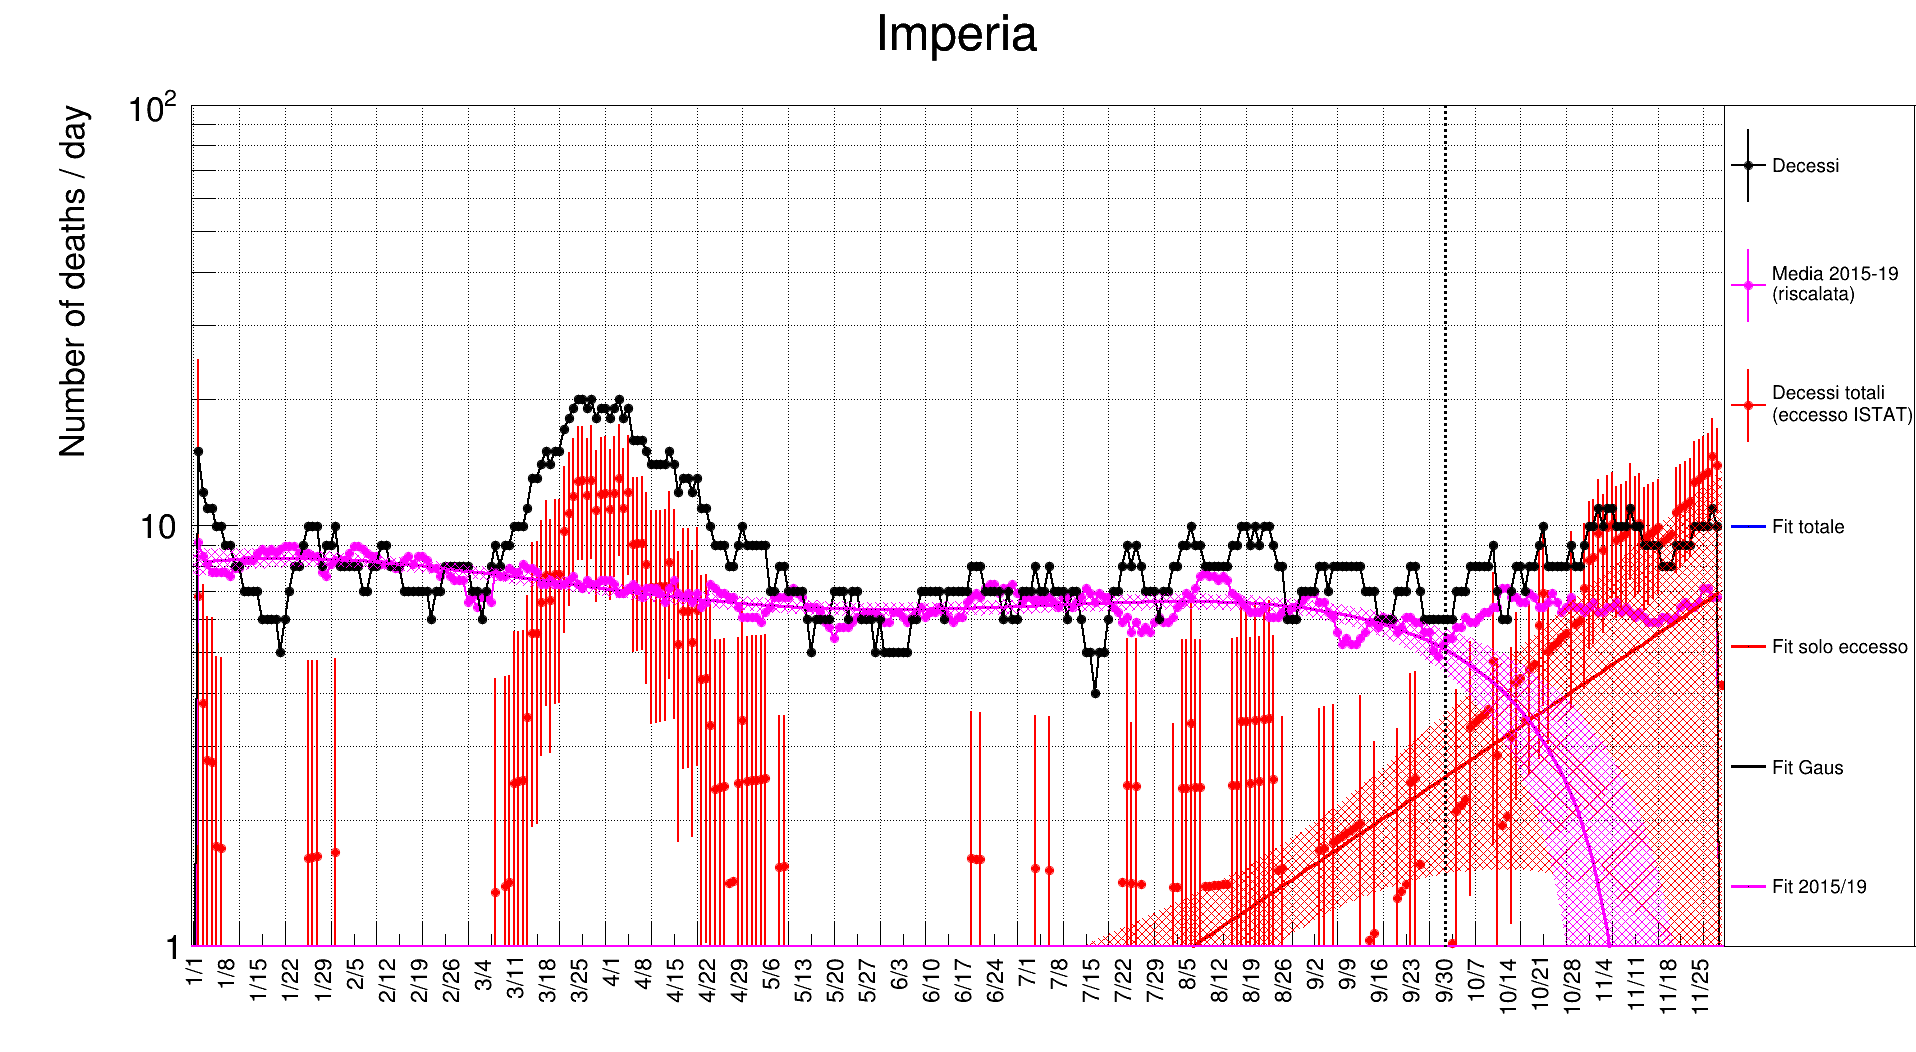 Imperia
Number of deaths / day
10²
10
1
1/1 1/8 1/15 1/22 1/29 2/5 2/12 2/19 2/26 3/4 3/11 3/18 3/25 4/1 4/8 4/15 4/22 4/29 5/6 5/13 5/20 5/27 6/3 6/10 6/17 6/24 7/1 7/8 7/15 7/22 7/29 8/5 8/12 8/19 8/26 9/2 9/9 9/16 9/23 9/30 10/7 10/14 10/21 10/28 11/4 11/11 11/18 11/25
Decessi
Media 2015-19
(riscalata)
Decessi totali
(eccesso ISTAT)
Fit totale
Fit solo eccesso
Fit Gaus
Fit 2015/19